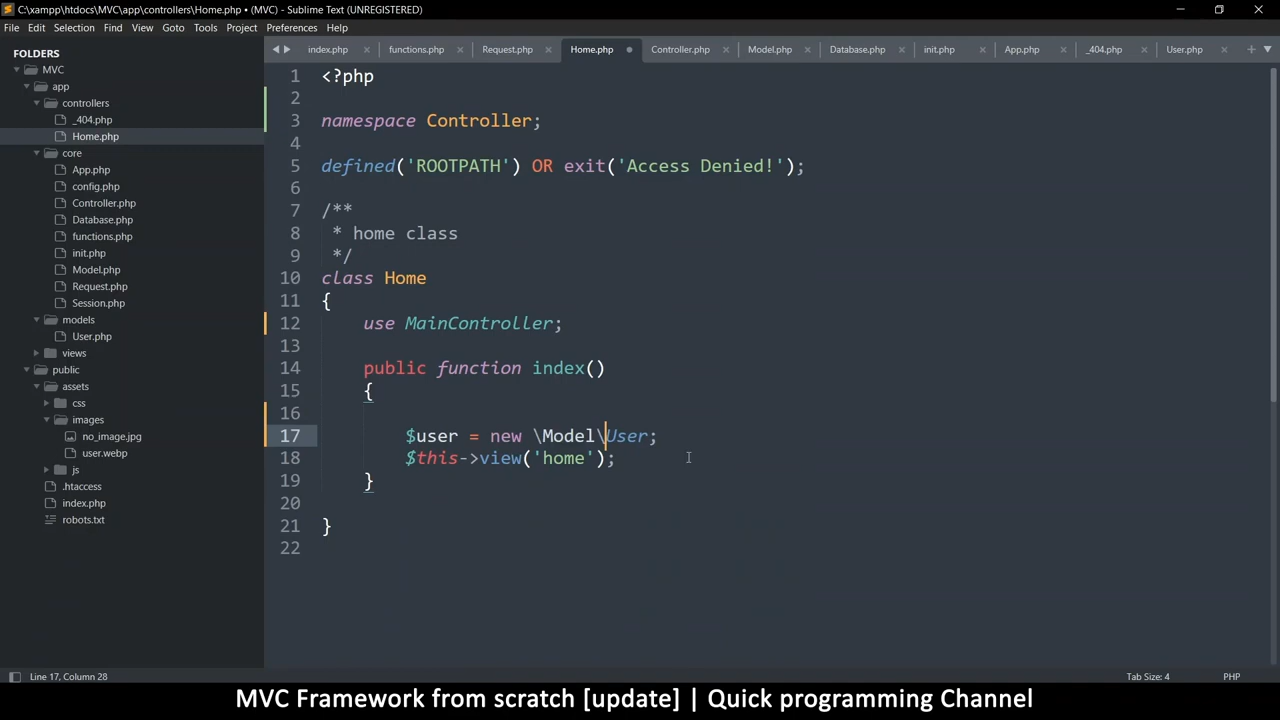 C:\xampp\htdocs\MVC\app\controllers\Home.php • (MVC) - Sublime Text (UNREGISTERED)
File Edit Selection Find View Goto Tools Project Preferences Help
FOLDERS
MVC
app
controllers
_404.php
Home.php
core
App.php
config.php
Controller.php
Database.php
functions.php
init.php
Model.php
Request.php
Session.php
models
User.php
views
public
assets
css
images
no_image.jpg
user.webp
js
.htaccess
index.php
robots.txt
index.php functions.php Request.php Home.php Controller.php Model.php Database.php init.php App.php _404.php User.php
1 <?php
2
3 namespace Controller;
4
5 defined('ROOTPATH') OR exit('Access Denied!');
6
7 /**
8  * home class
9  */
10 class Home
11 {
12     use MainController;
13
14     public function index()
15     {
16
17         $user = new \Model\User;
18         $this->view('home');
19     }
20
21 }
22
Line 17, Column 28
Tab Size: 4
PHP
MVC Framework from scratch [update] | Quick programming Channel